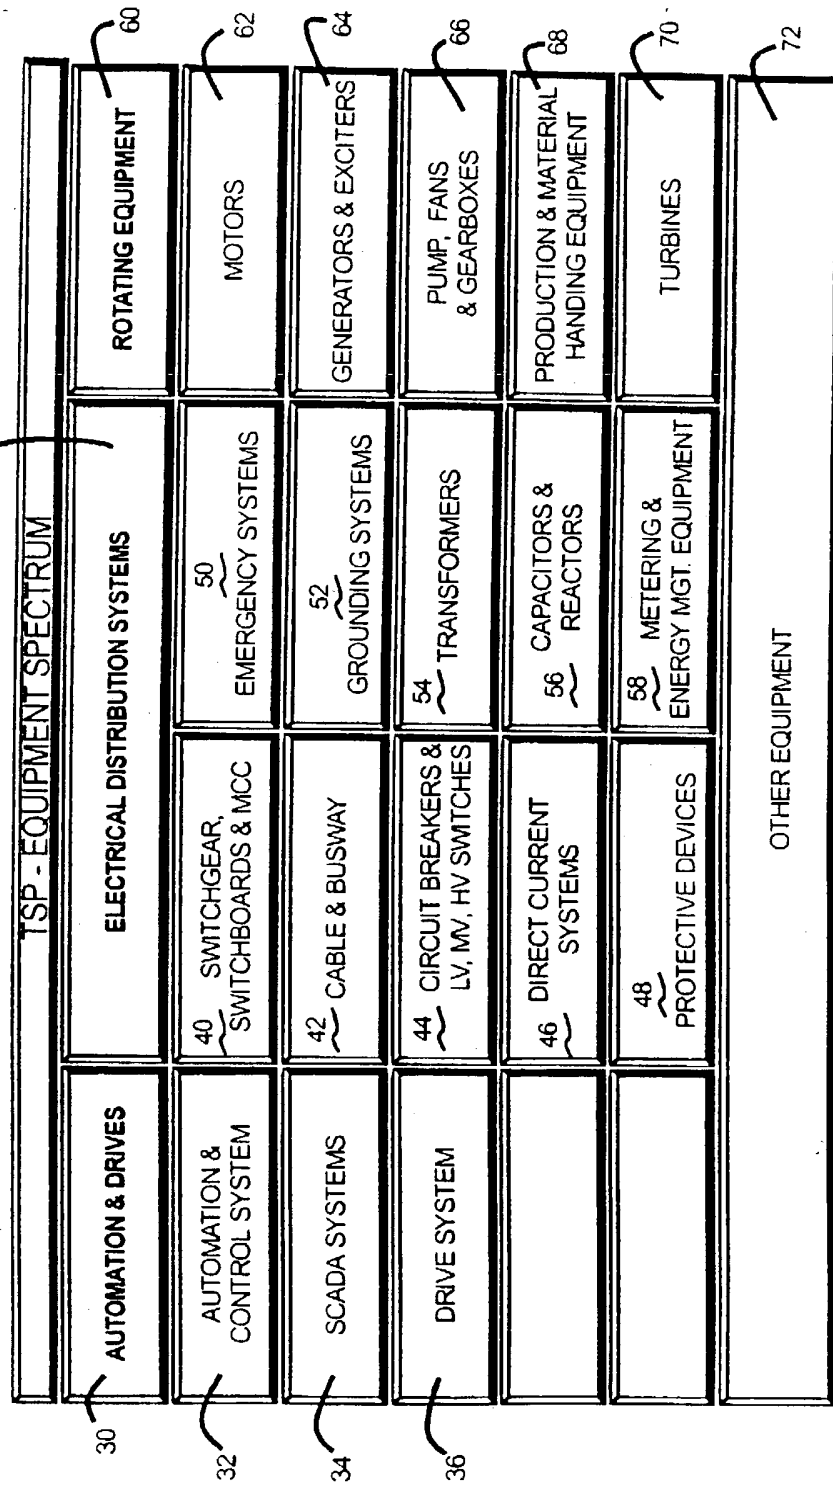 TSP - EQUIPMENT SPECTRUM
30
AUTOMATION & DRIVES
ELECTRICAL DISTRIBUTION SYSTEMS
ROTATING EQUIPMENT
60
32
AUTOMATION &
CONTROL SYSTEM
40
SWITCHGEAR,
SWITCHBOARDS & MCC
50
EMERGENCY SYSTEMS
MOTORS
62
34
SCADA SYSTEMS
42
CABLE & BUSWAY
52
GROUNDING SYSTEMS
GENERATORS & EXCITERS
64
36
DRIVE SYSTEM
44
CIRCUIT BREAKERS &
LV, MV, HV SWITCHES
54
TRANSFORMERS
PUMP, FANS
& GEARBOXES
66
46
DIRECT CURRENT
SYSTEMS
56
CAPACITORS &
REACTORS
PRODUCTION & MATERIAL
HANDING EQUIPMENT
68
48
PROTECTIVE DEVICES
58
METERING &
ENERGY MGT. EQUIPMENT
TURBINES
70
OTHER EQUIPMENT
72